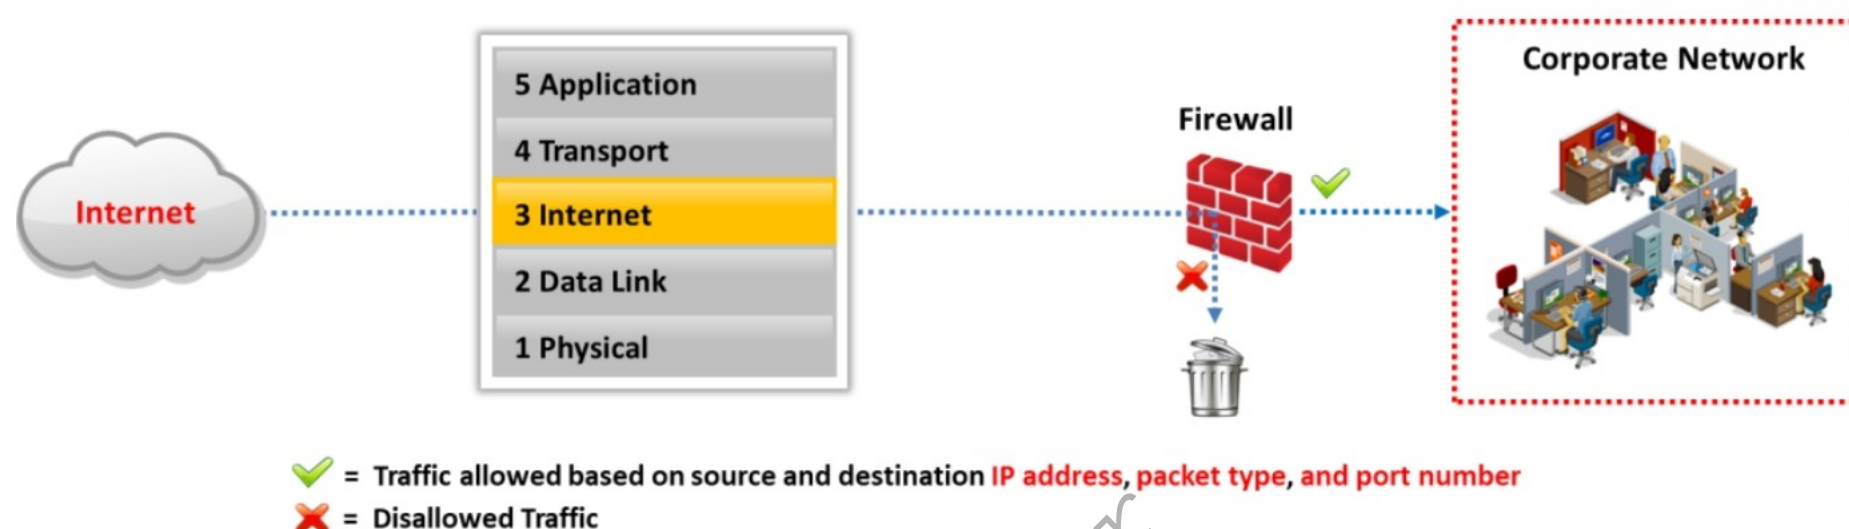 Corporate Network
5 Application
Firewall
4 Transport
Internet
3 Internet
2 Data Link
1 Physical
= Traffic allowed based on source and destination IP address, packet type, and port number
= Disallowed Traffic